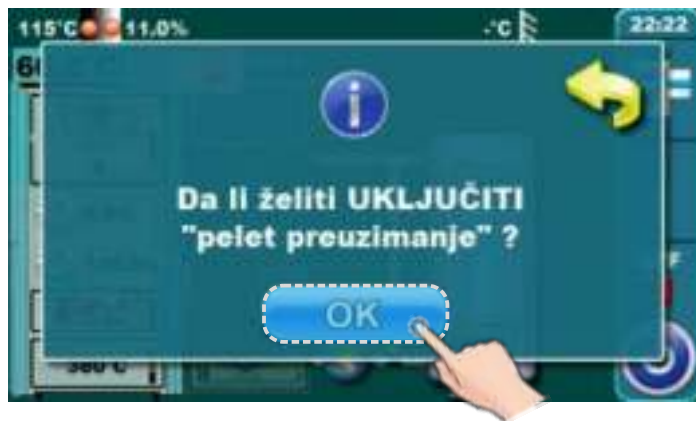 115°C 11.0% -°C 22:22
Da li želiti UKLJUČITI
"pelet preuzimanje" ?
OK
380°C